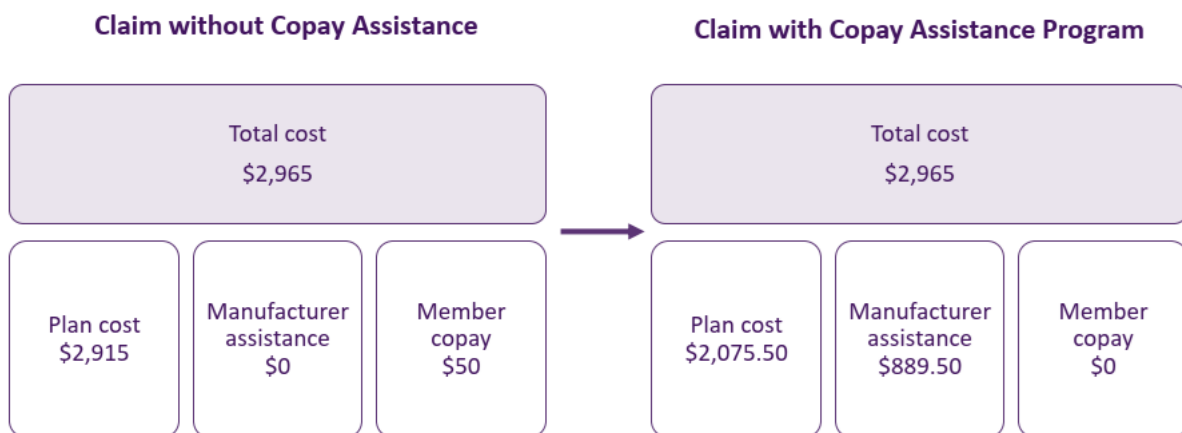 Claim without Copay Assistance
Total cost
$2,965
Plan cost
$2,915
Manufacturer
assistance
$0
Member
copay
$50
Claim with Copay Assistance Program
Total cost
$2,965
Plan cost
$2,075.50
Manufacturer
assistance
$889.50
Member
copay
$0